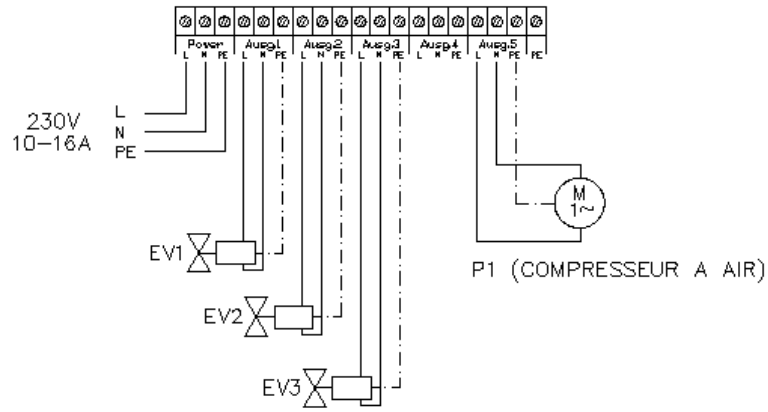 Power Ausg.1 Ausg.2 Ausg.3 Ausg.4 Ausg.5
L N PE L N PE L N PE L N PE L N PE L N PE PE
230V
10-16A
L
N
PE
M
1~
EV1
P1 (COMPRESSEUR A AIR)
EV2
EV3